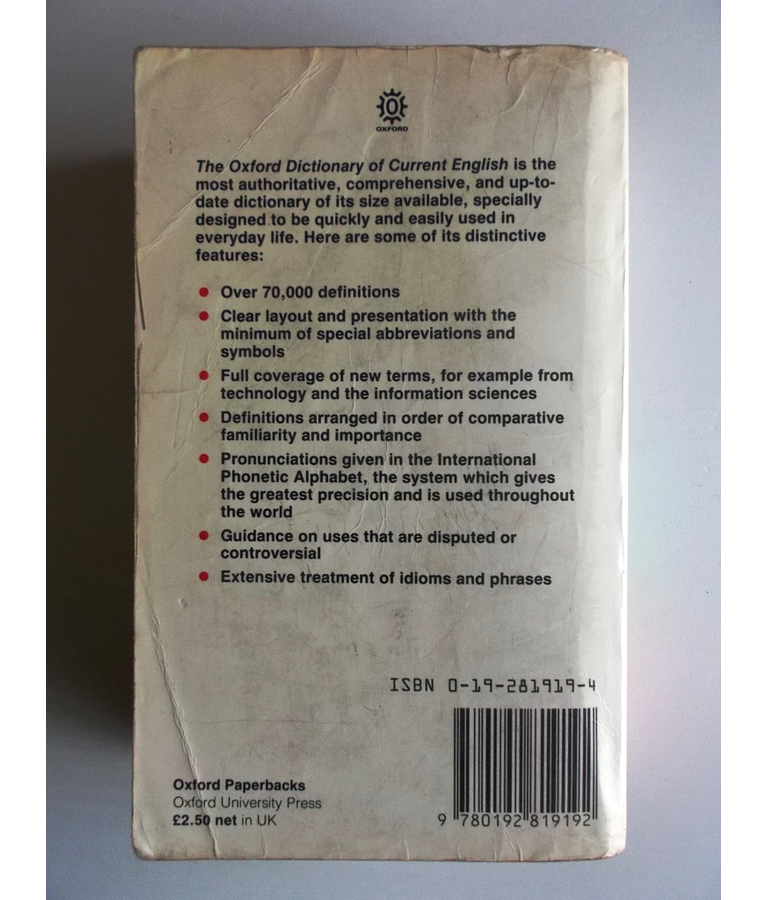 OXFORD
The Oxford Dictionary of Current English is the
most authoritative, comprehensive, and up-to-
date dictionary of its size available, specially
designed to be quickly and easily used in
everyday life. Here are some of its distinctive
features:
• Over 70,000 definitions
• Clear layout and presentation with the
minimum of special abbreviations and
symbols
• Full coverage of new terms, for example from
technology and the information sciences
• Definitions arranged in order of comparative
familiarity and importance
• Pronunciations given in the International
Phonetic Alphabet, the system which gives
the greatest precision and is used throughout
the world
• Guidance on uses that are disputed or
controversial
• Extensive treatment of idioms and phrases
ISBN 0-19-281919-4
Oxford Paperbacks
Oxford University Press
£2.50 net in UK
9 780192 819192